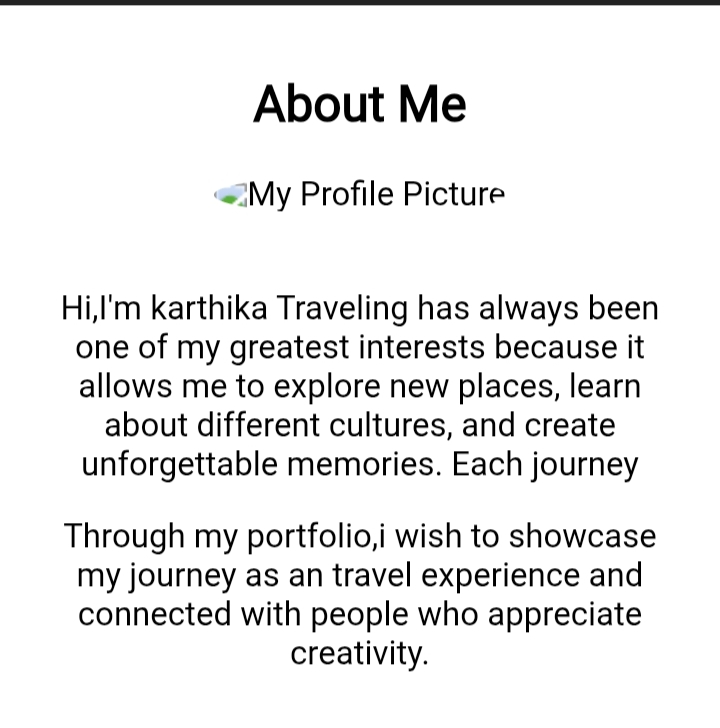 About Me
My Profile Picture
Hi,I'm karthika Traveling has always been
one of my greatest interests because it
allows me to explore new places, learn
about different cultures, and create
unforgettable memories. Each journey
Through my portfolio,i wish to showcase
my journey as an travel experience and
connected with people who appreciate
creativity.